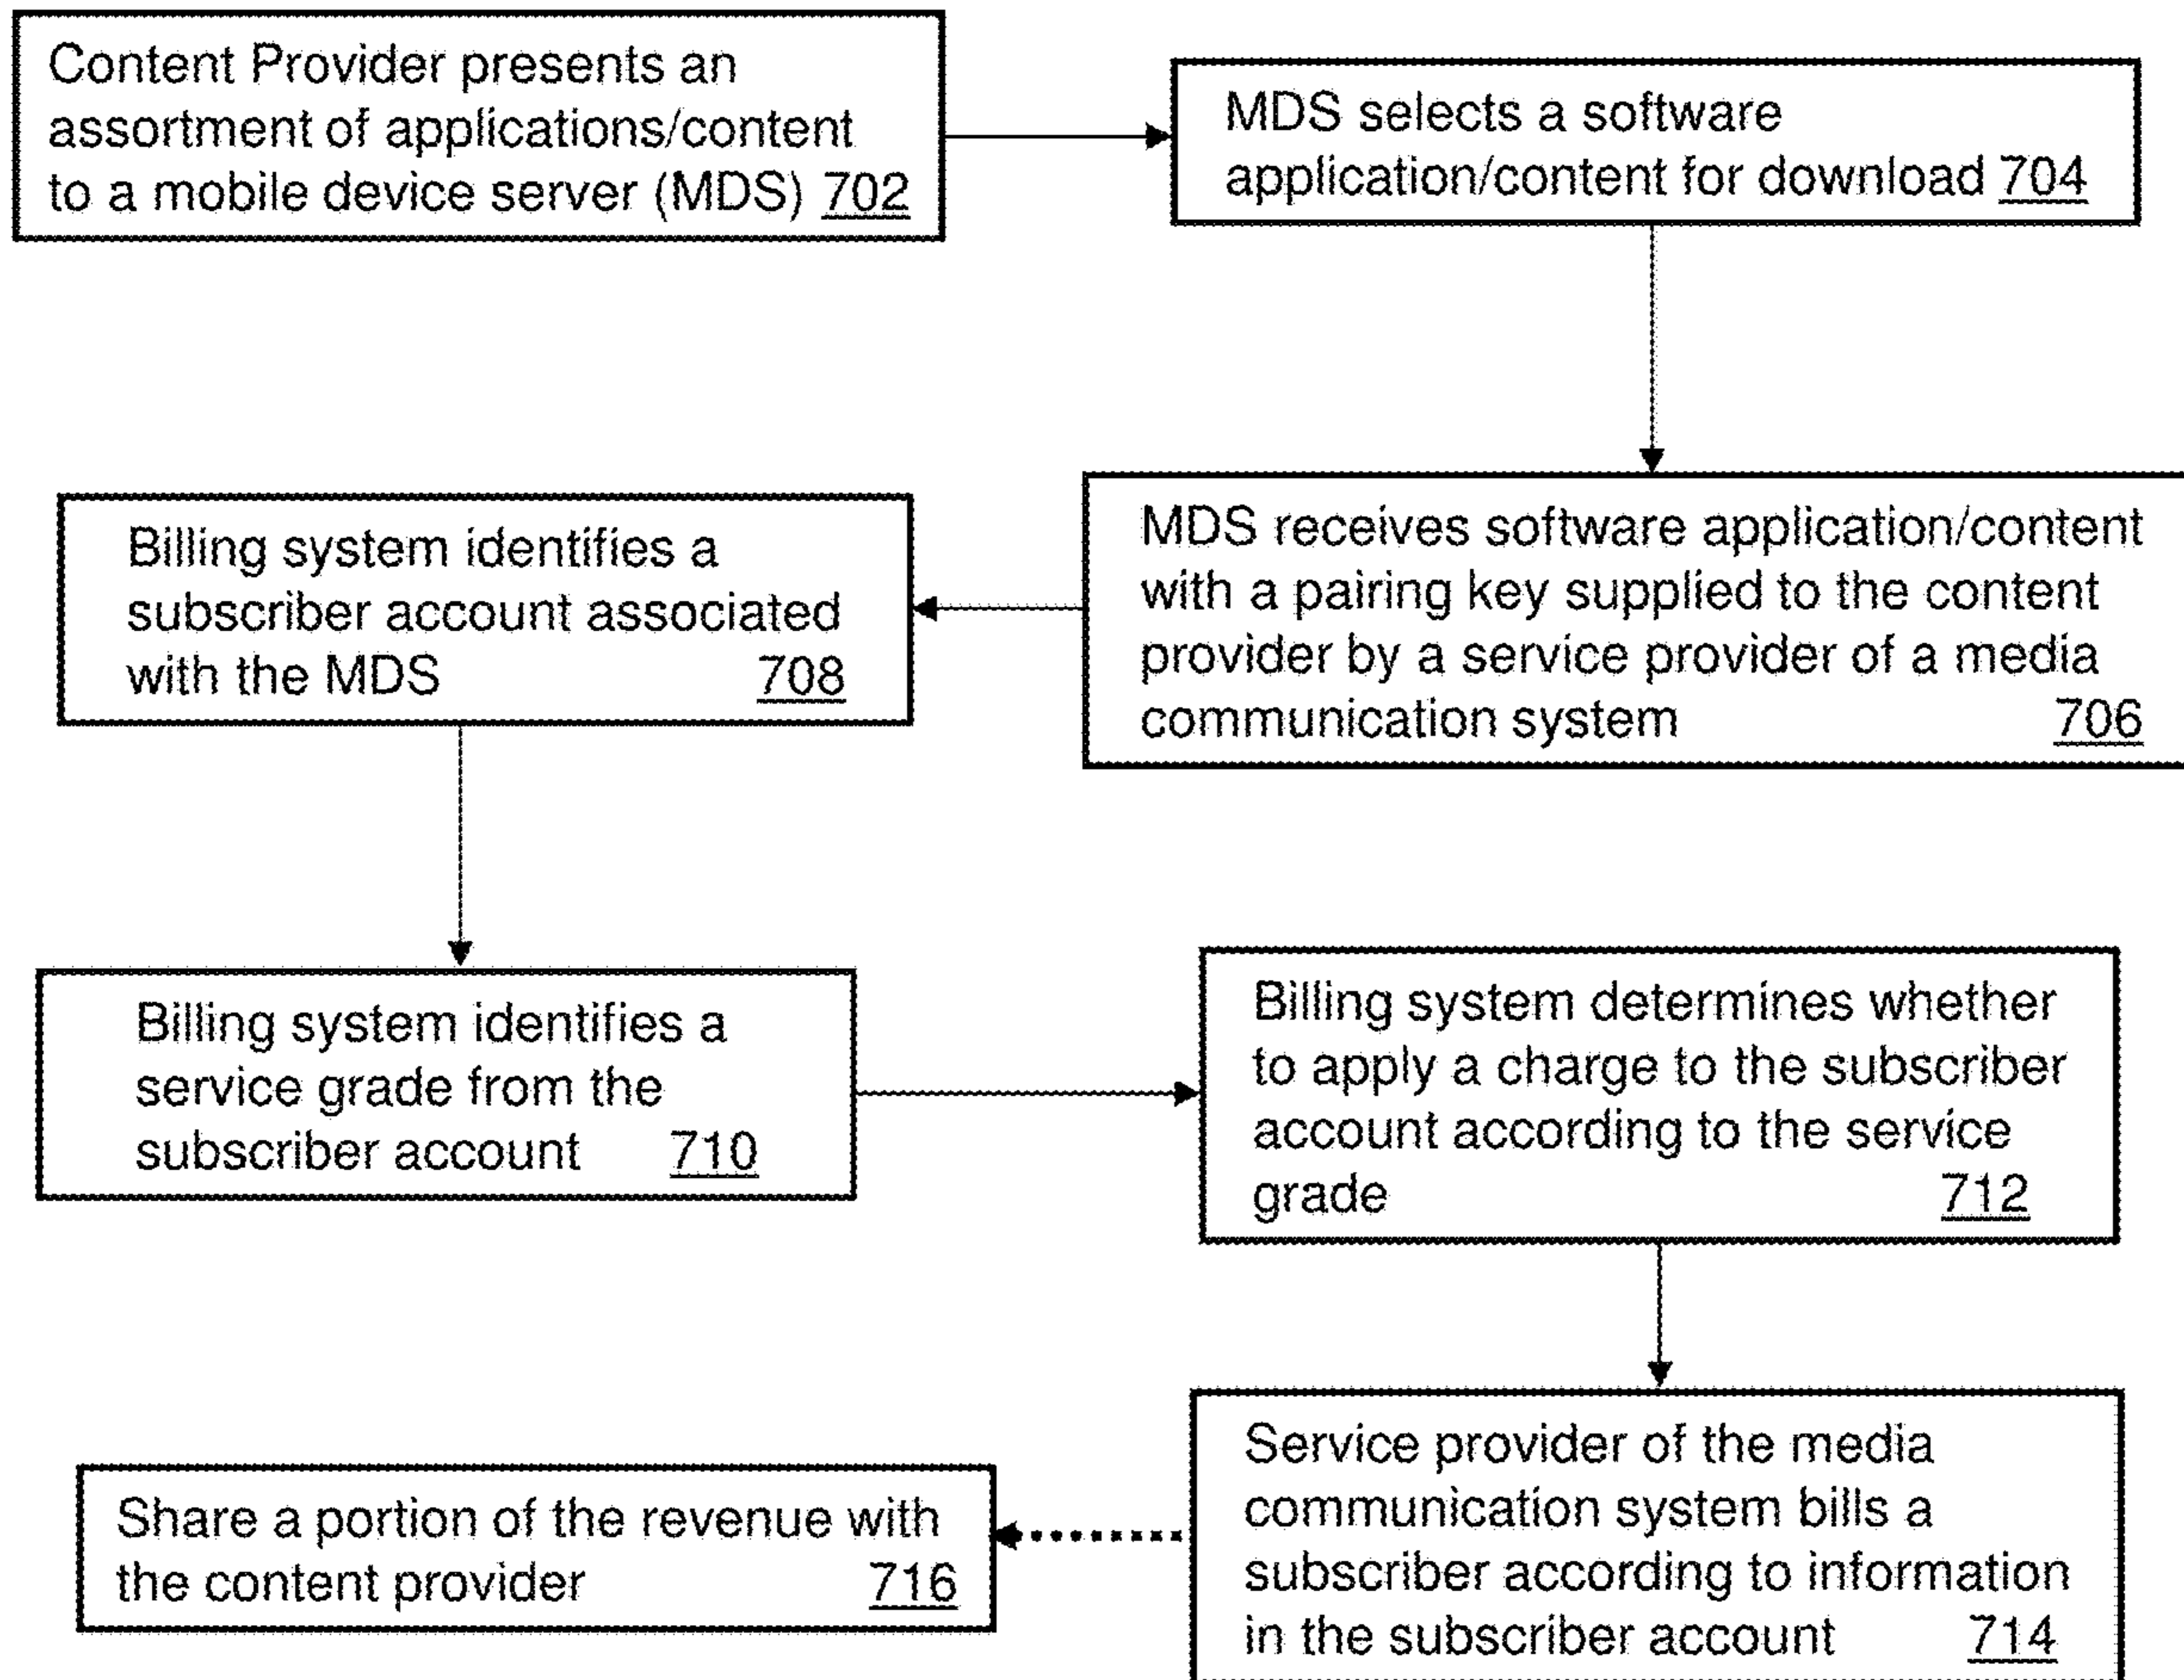 Content Provider presents an
assortment of applications/content
to a mobile device server (MDS) 702
MDS selects a software
application/content for download 704
MDS receives software application/content
with a pairing key supplied to the content
provider by a service provider of a media
communication system 706
Billing system identifies a
subscriber account associated
with the MDS 708
Billing system identifies a
service grade from the
subscriber account 710
Billing system determines whether
to apply a charge to the subscriber
account according to the service
grade 712
Service provider of the media
communication system bills a
subscriber according to information
in the subscriber account 714
Share a portion of the revenue with
the content provider 716